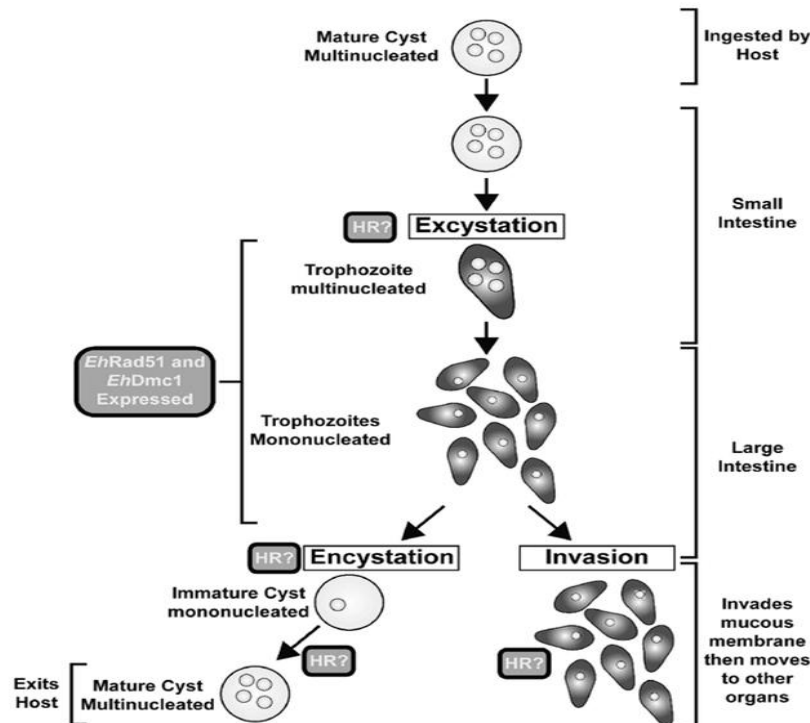 Mature Cyst
Multinucleated
Ingested by
Host
Small
Intestine
HR?
Excystation
Trophozoite
multinucleated
EhRad51 and
EhDmc1
Expressed
Trophozoites
Mononucleated
Large
Intestine
HR?
Encystation
Invasion
Immature Cyst
mononucleated
HR?
HR?
Invades
mucous
membrane
then moves
to other
organs
Exits
Host
Mature Cyst
Multinucleated